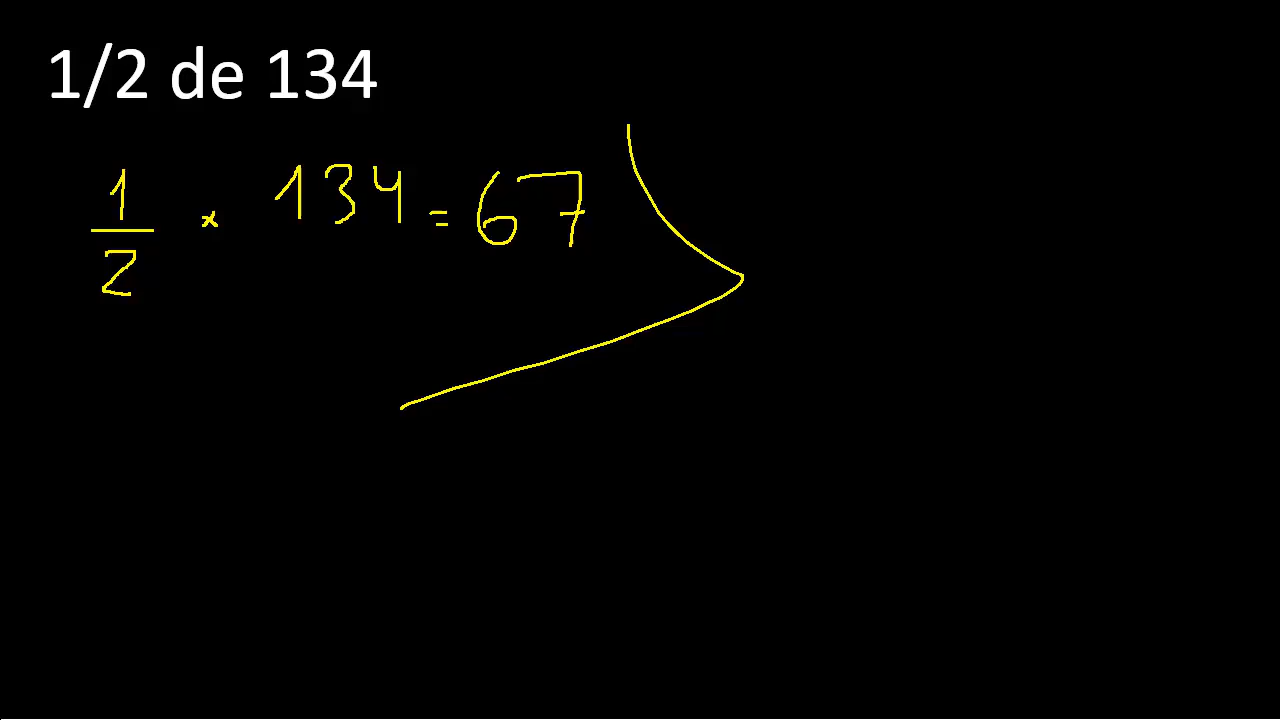 1/2 de 134
1/2 * 134 = 67